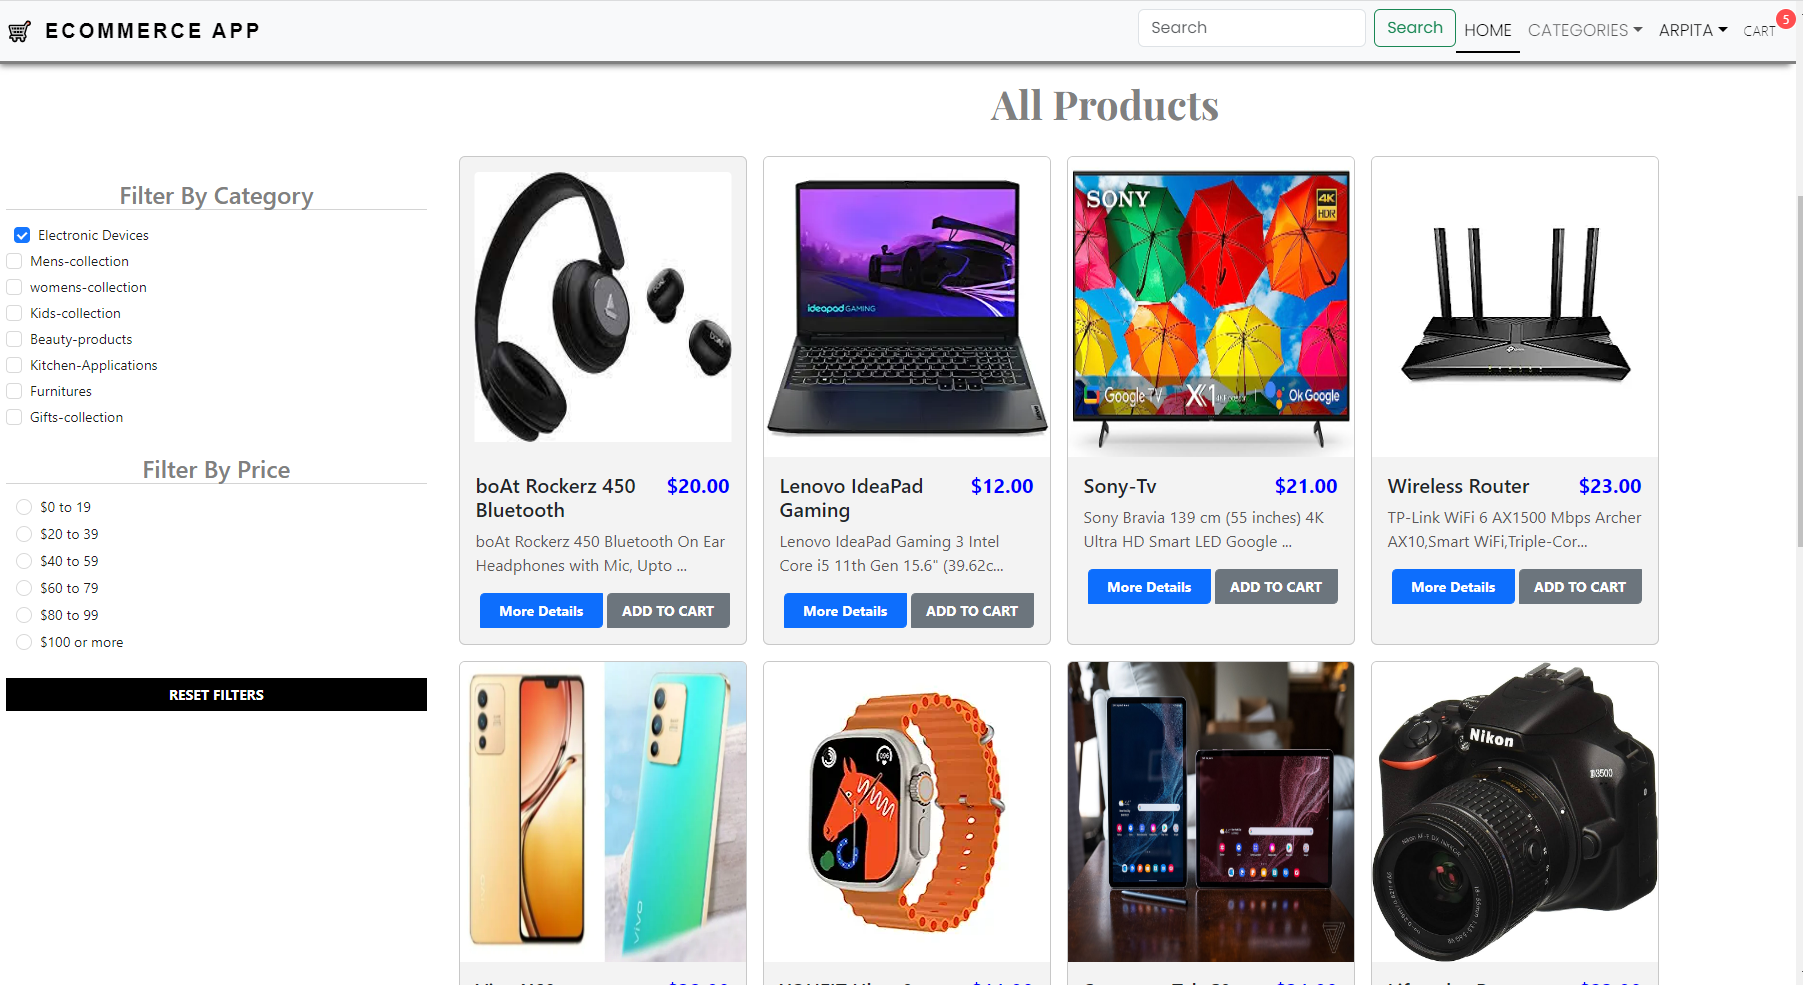 ECOMMERCE APP
Search
Search
HOME
CATEGORIES
ARPITA
CART
5
All Products
Filter By Category
Electronic Devices
Mens-collection
womens-collection
Kids-collection
Beauty-products
Kitchen-Applications
Furnitures
Gifts-collection
Filter By Price
$0 to 19
$20 to 39
$40 to 59
$60 to 79
$80 to 99
$100 or more
RESET FILTERS
boAt Rockerz 450
Bluetooth
$20.00
boAt Rockerz 450 Bluetooth On Ear
Headphones with Mic, Upto ...
More Details
ADD TO CART
ideapad GAMING
Lenovo IdeaPad
Gaming
$12.00
Lenovo IdeaPad Gaming 3 Intel
Core i5 11th Gen 15.6" (39.62c...
More Details
ADD TO CART
SONY
4K
HDR
Google TV
X1
Ok Google
Sony-Tv
$21.00
Sony Bravia 139 cm (55 inches) 4K
Ultra HD Smart LED Google ...
More Details
ADD TO CART
Wireless Router
$23.00
TP-Link WiFi 6 AX1500 Mbps Archer
AX10,Smart WiFi,Triple-Cor...
More Details
ADD TO CART
vivo
Nikon
D3500